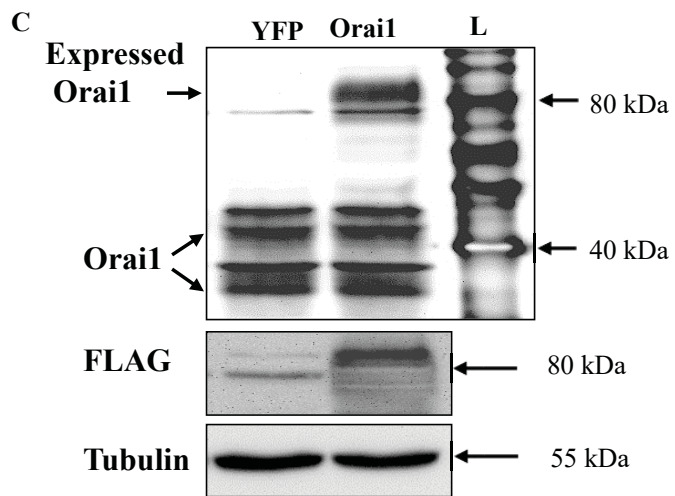 C
YFP Orai1 L
Expressed
Orai1
80 kDa
Orai1
40 kDa
FLAG
80 kDa
Tubulin
55 kDa